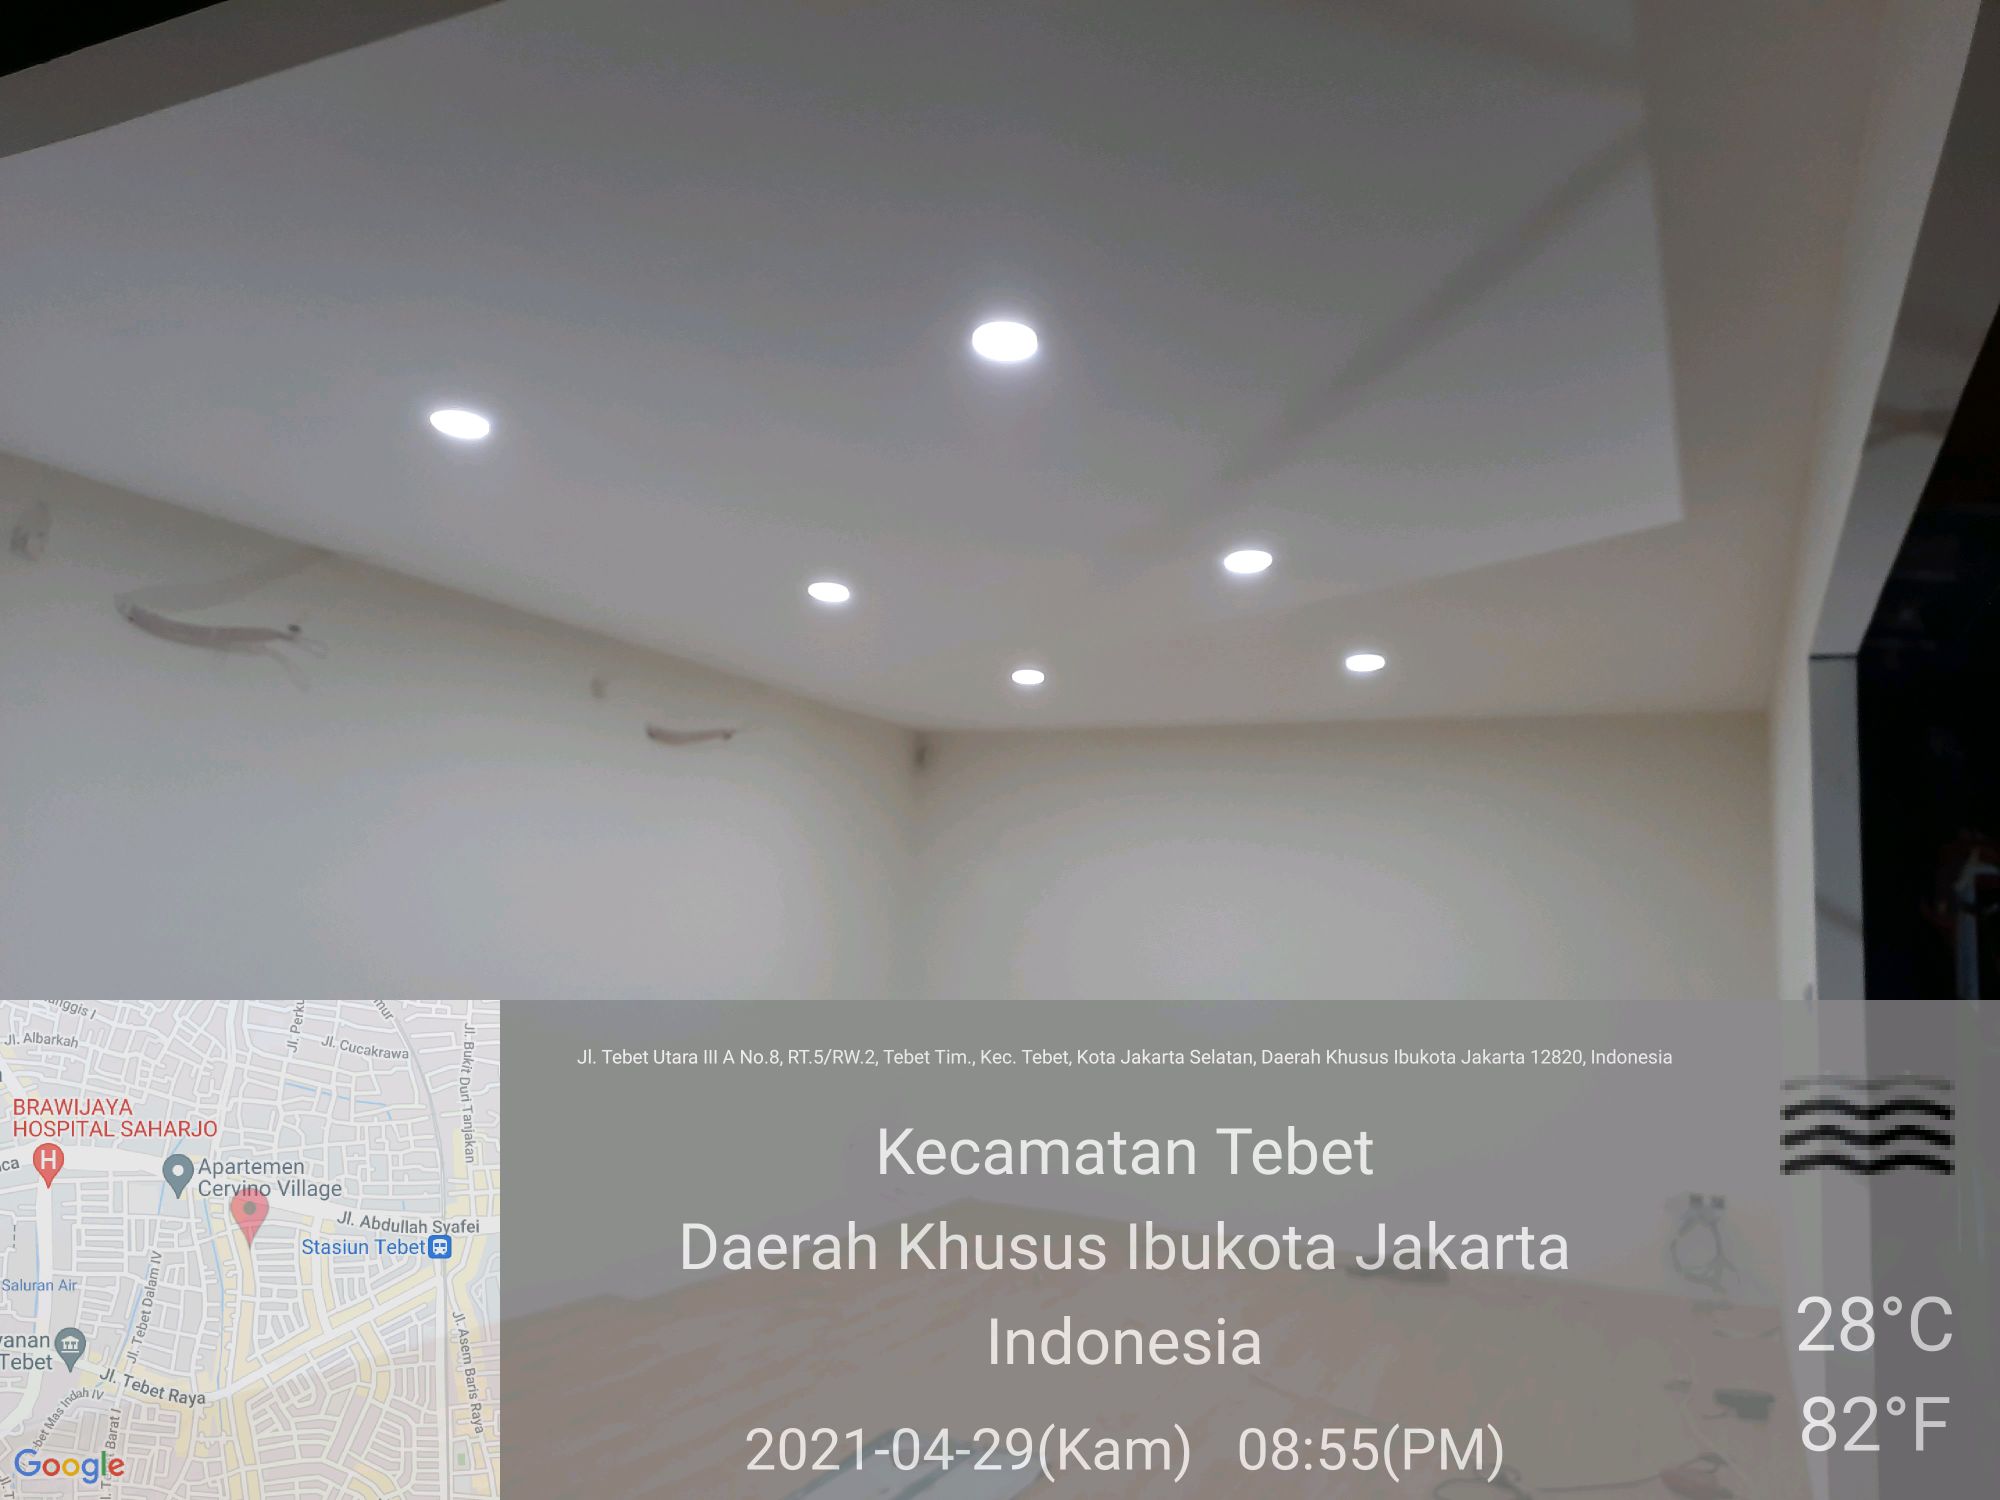 Jl. Tebet Utara III A No.8, RT.5/RW.2, Tebet Tim., Kec. Tebet, Kota Jakarta Selatan, Daerah Khusus Ibukota Jakarta 12820, Indonesia
Kecamatan Tebet
Daerah Khusus Ibukota Jakarta
Indonesia
2021-04-29(Kam) 08:55(PM)
28°C
82°F
Jl. Albarkah
Jl. Cucakrawa
Jl. Bukit Duri Tanjakan
BRAWIJAYA
HOSPITAL SAHARJO
H
Apartemen
Cervino Village
Jl. Abdullah Syafei
Stasiun Tebet
Saluran Air
Jl. Tebet Dalam IV
Tebet
Jl. Tebet Raya
Jl. Asem Baris Raya
Google